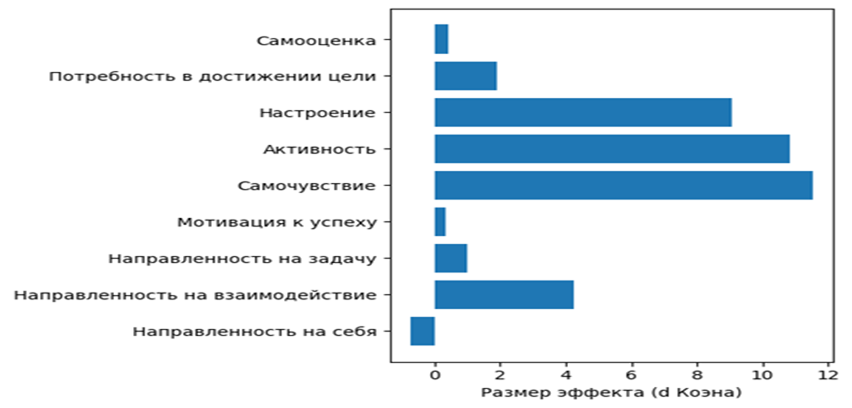 Самооценка
Потребность в достижении цели
Настроение
Активность
Самочувствие
Мотивация к успеху
Направленность на задачу
Направленность на взаимодействие
Направленность на себя
0 2 4 6 8 10 12
Размер эффекта (d Коэна)